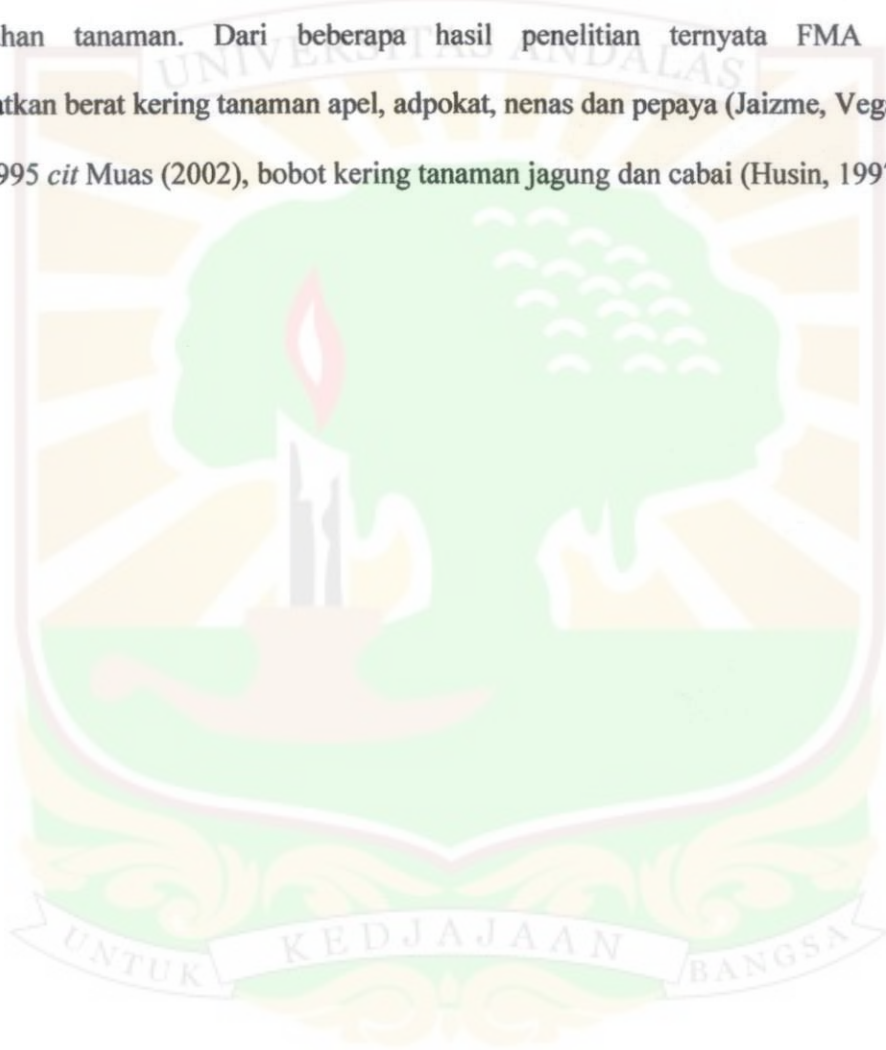 han tanaman. Dari beberapa hasil penelitian ternyata FMA
tkan berat kering tanaman apel, adpokat, nenas dan pepaya (Jaizme, Veg
995 cit Muas (2002), bobot kering tanaman jagung dan cabai (Husin, 199
UNIVERSITAS ANDALAS
UNTUK KEDJAJAAN BANGSA